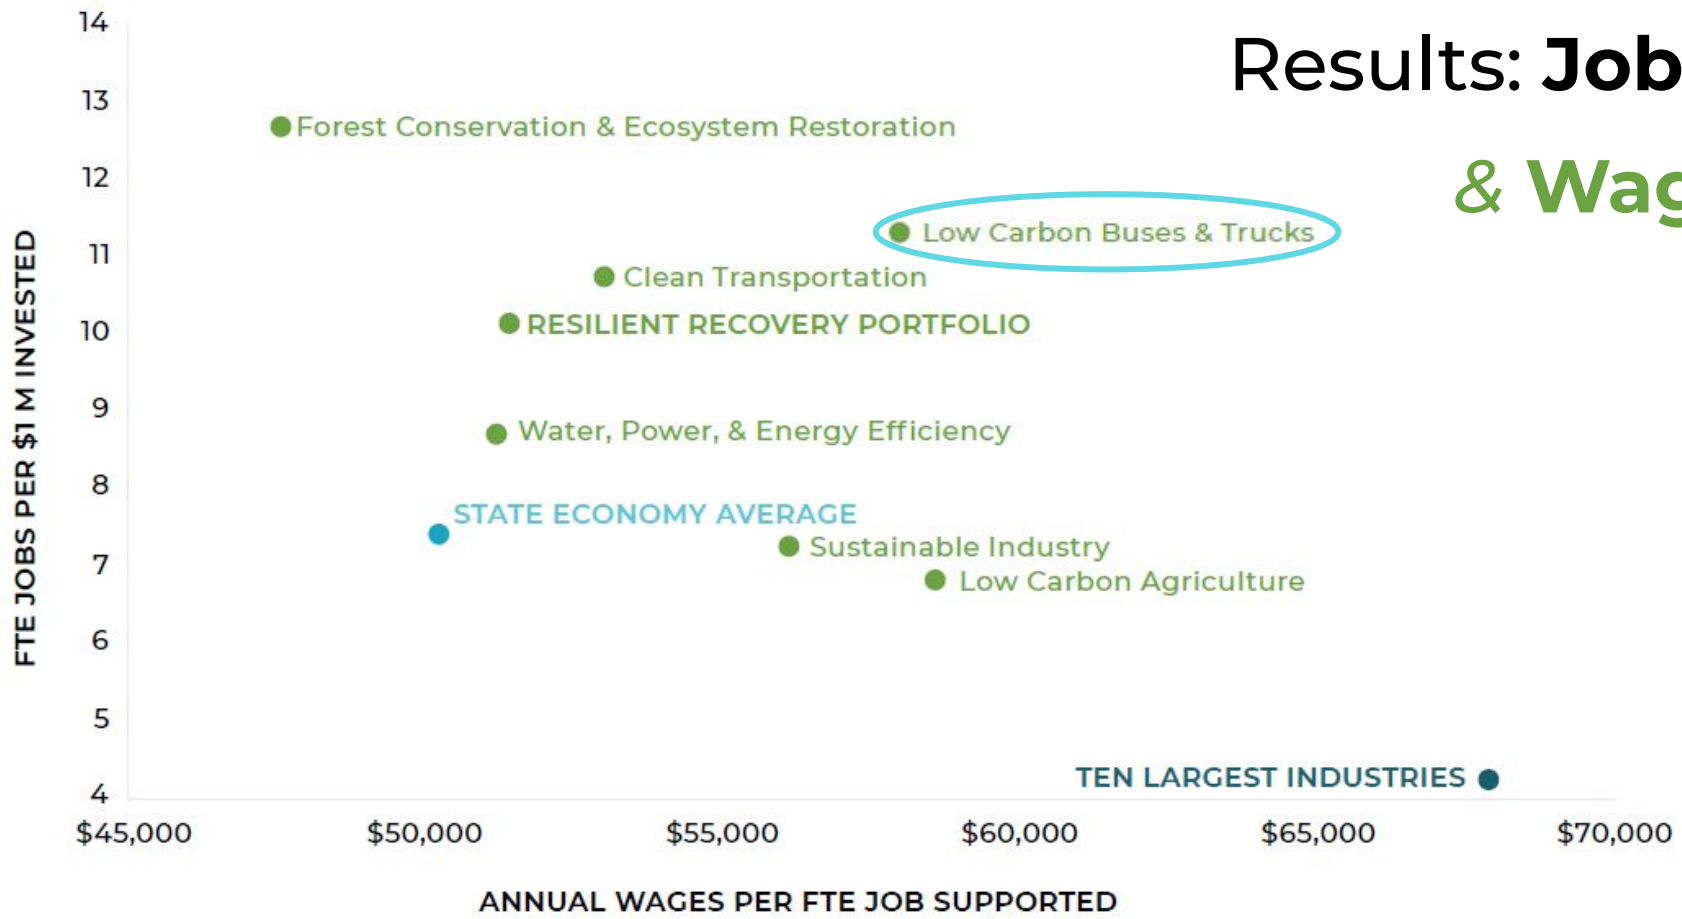 Results: Job
& Wag
14
13
12
11
10
9
8
7
6
5
4
FTE JOBS PER $1 M INVESTED
Forest Conservation & Ecosystem Restoration
Low Carbon Buses & Trucks
Clean Transportation
RESILIENT RECOVERY PORTFOLIO
Water, Power, & Energy Efficiency
STATE ECONOMY AVERAGE
Sustainable Industry
Low Carbon Agriculture
TEN LARGEST INDUSTRIES
$45,000 $50,000 $55,000 $60,000 $65,000 $70,000
ANNUAL WAGES PER FTE JOB SUPPORTED